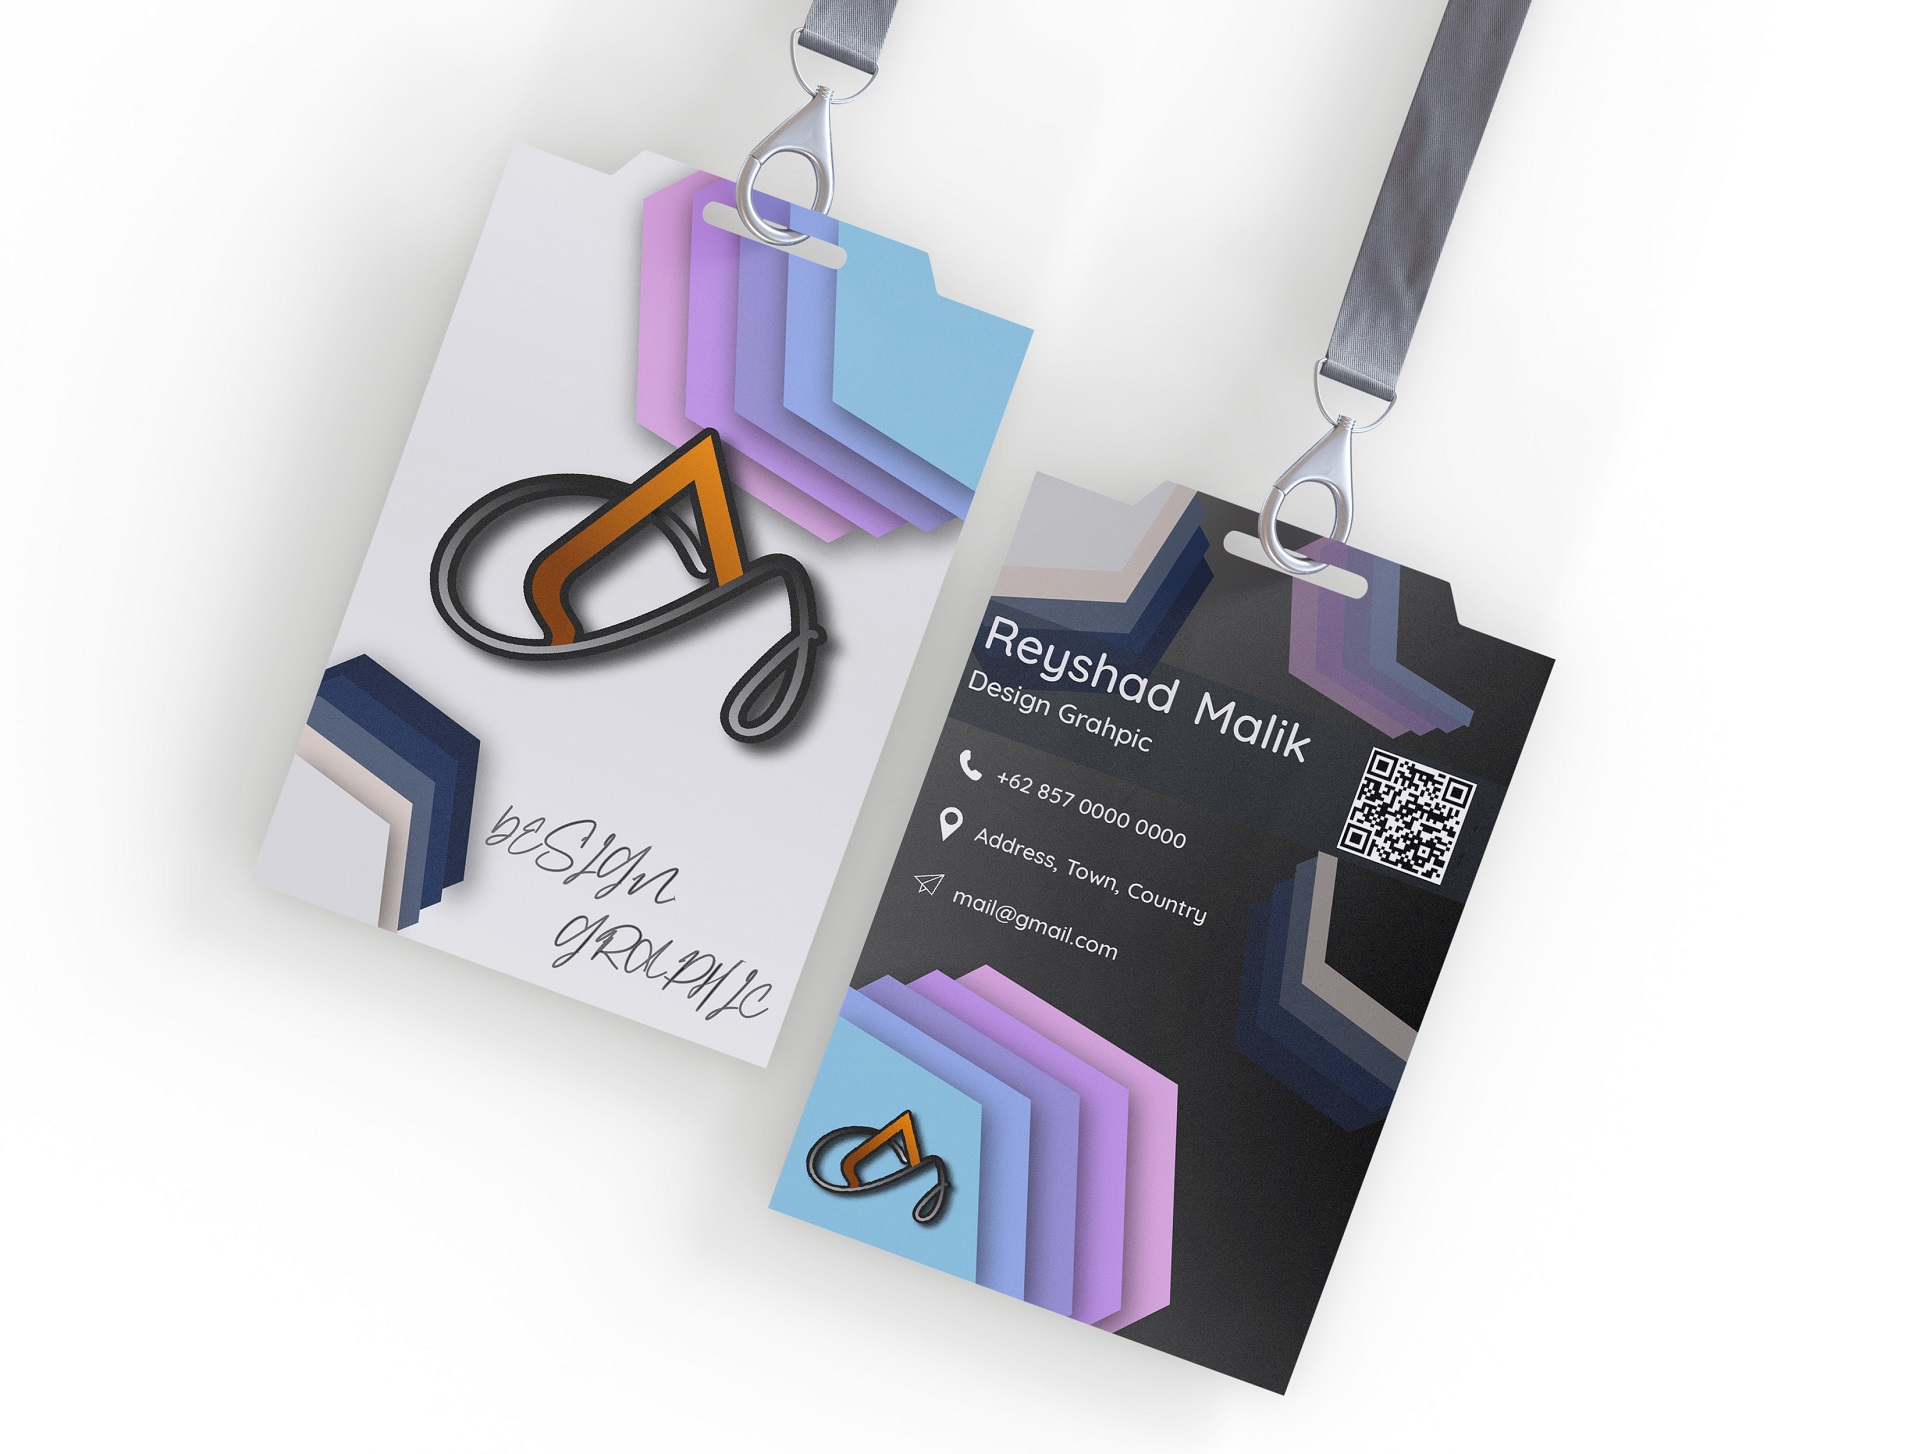 DESIGN
GRAPHIC
Reyshad Malik
Design Grahpic
+62 857 0000 0000
Address, Town, Country
mail@gmail.com